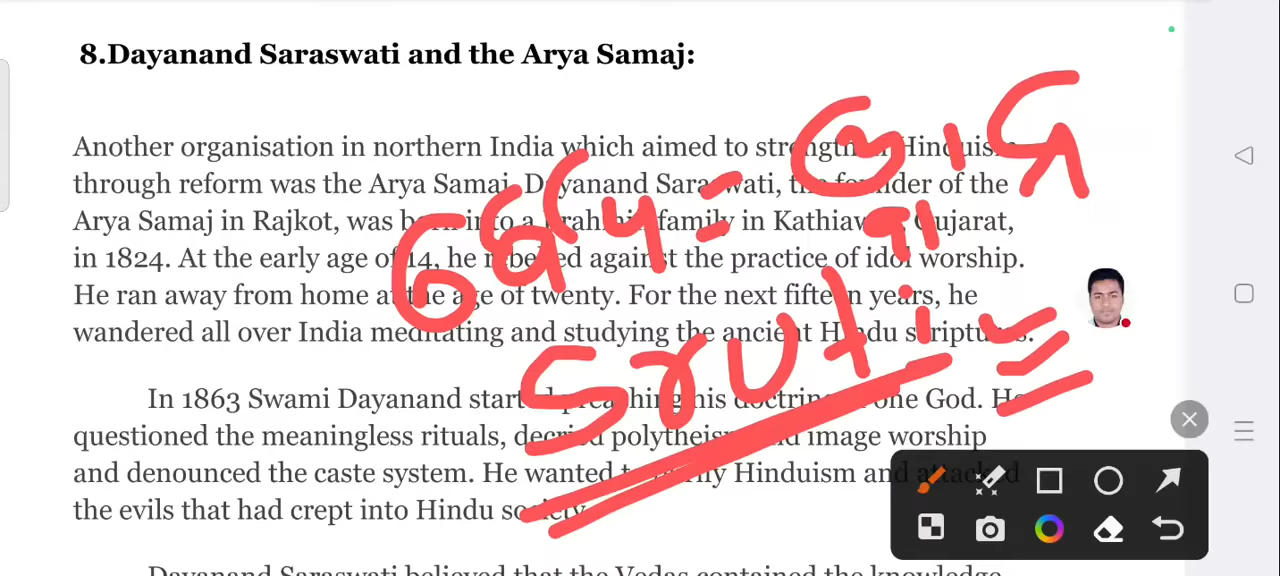 8.Dayanand Saraswati and the Arya Samaj:
Another organisation in northern India which aimed to strengthen Hinduism
through reform was the Arya Samaj. Dayanand Saraswati, the founder of the
Arya Samaj in Rajkot, was born into a Brahmin family in Kathiawar, Gujarat,
in 1824. At the early age of 14, he rebelled against the practice of idol worship.
He ran away from home at the age of twenty. For the next fifteen years, he
wandered all over India meditating and studying the ancient Hindu scriptures.
In 1863 Swami Dayanand started preaching his doctrine of one God. He
questioned the meaningless rituals, decried polytheism and image worship
and denounced the caste system. He wanted to purify Hinduism and attacked
the evils that had crept into Hindu society.
Dayanand Saraswati believed that the Vedas contained the knowledge
Sruti